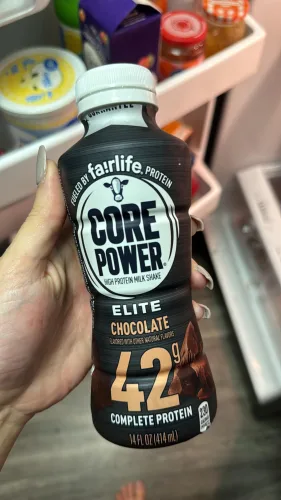 FUELED BY fa!rlife. PROTEIN
CORE
POWER
HIGH PROTEIN MILK SHAKE
ELITE
CHOCOLATE
FLAVORED WITH OTHER NATURAL FLAVORS
42g
COMPLETE PROTEIN
14 FL OZ (414 mL)